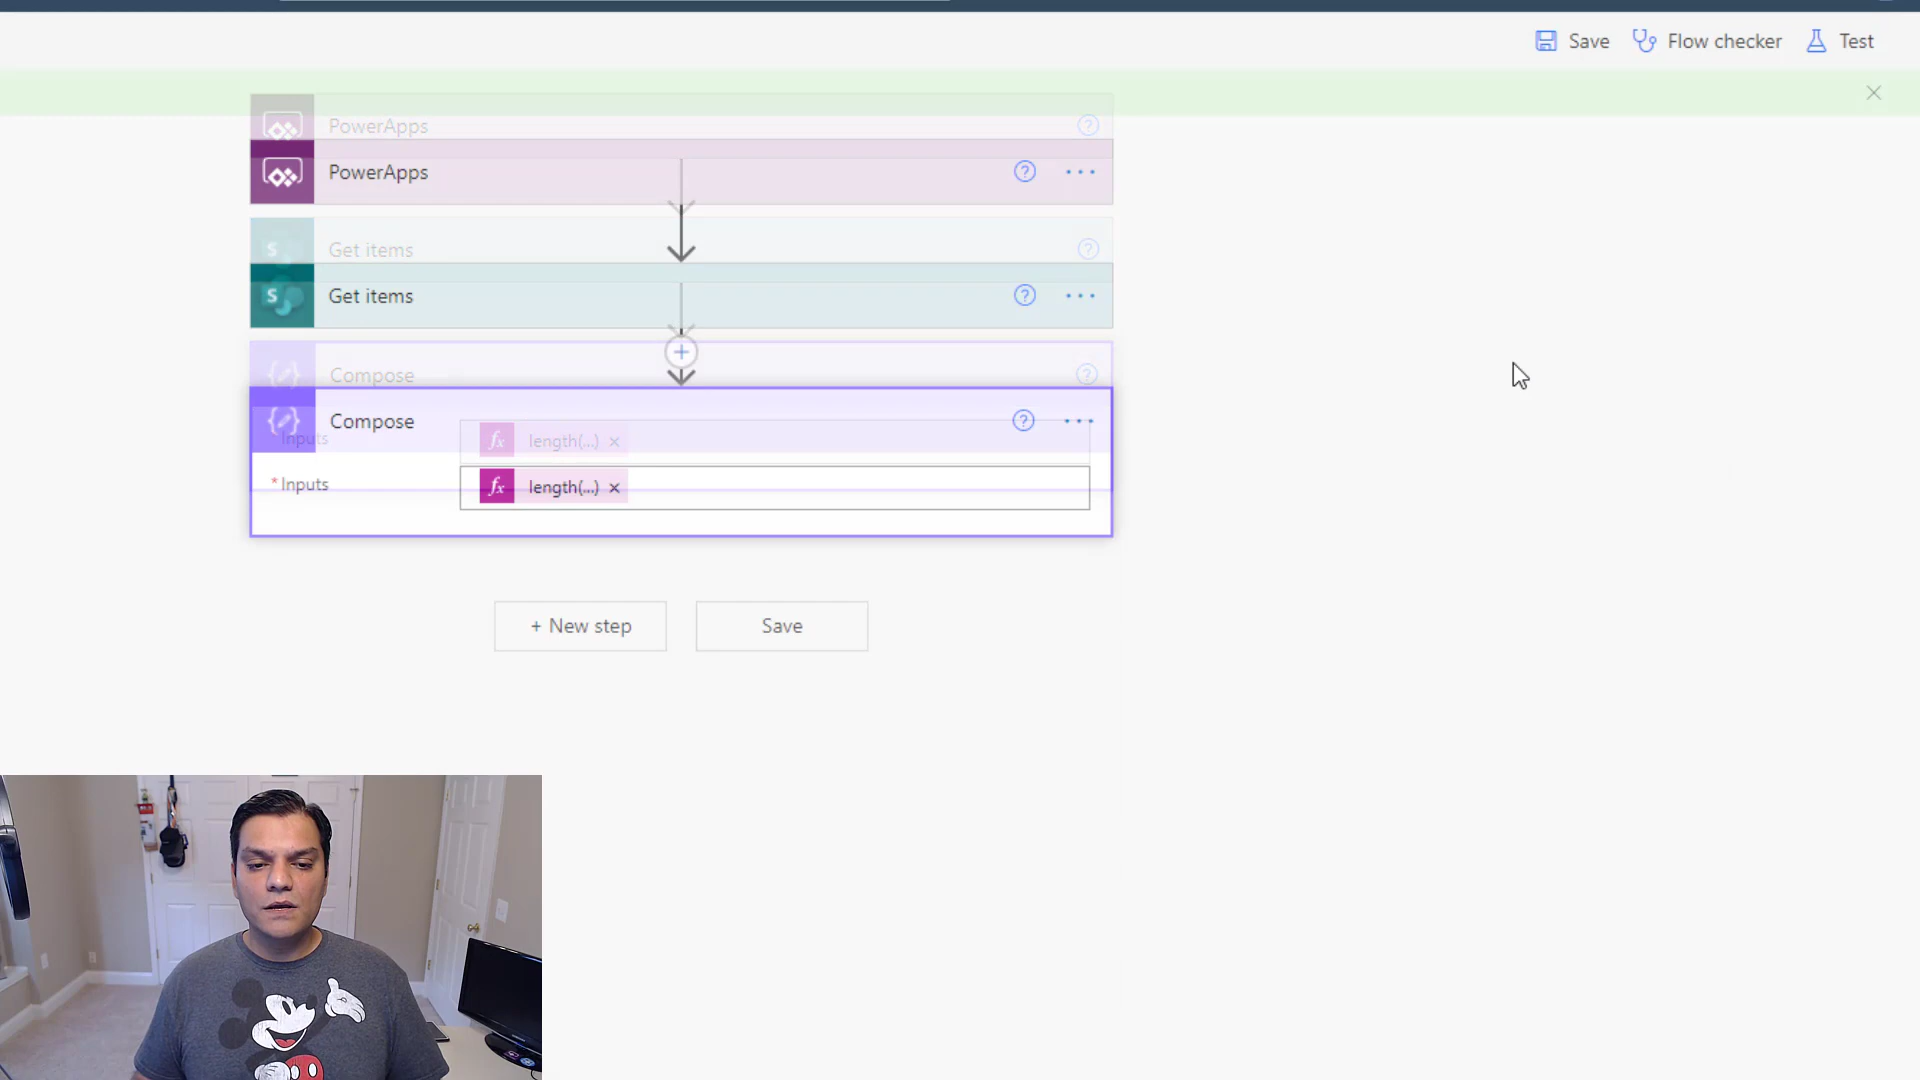 Save Flow checker Test
PowerApps
PowerApps
Get items
Get items
Compose
Compose
Inputs
length(...)
* Inputs
length(...)
+ New step
Save